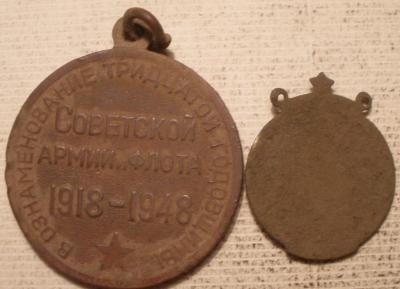 В ОЗНАМЕНОВАНИЕ ТРИДЦАТОЙ ГОДОВЩИНЫ
СОВЕТСКОЙ
АРМИИ и ФЛОТА
1918-1948